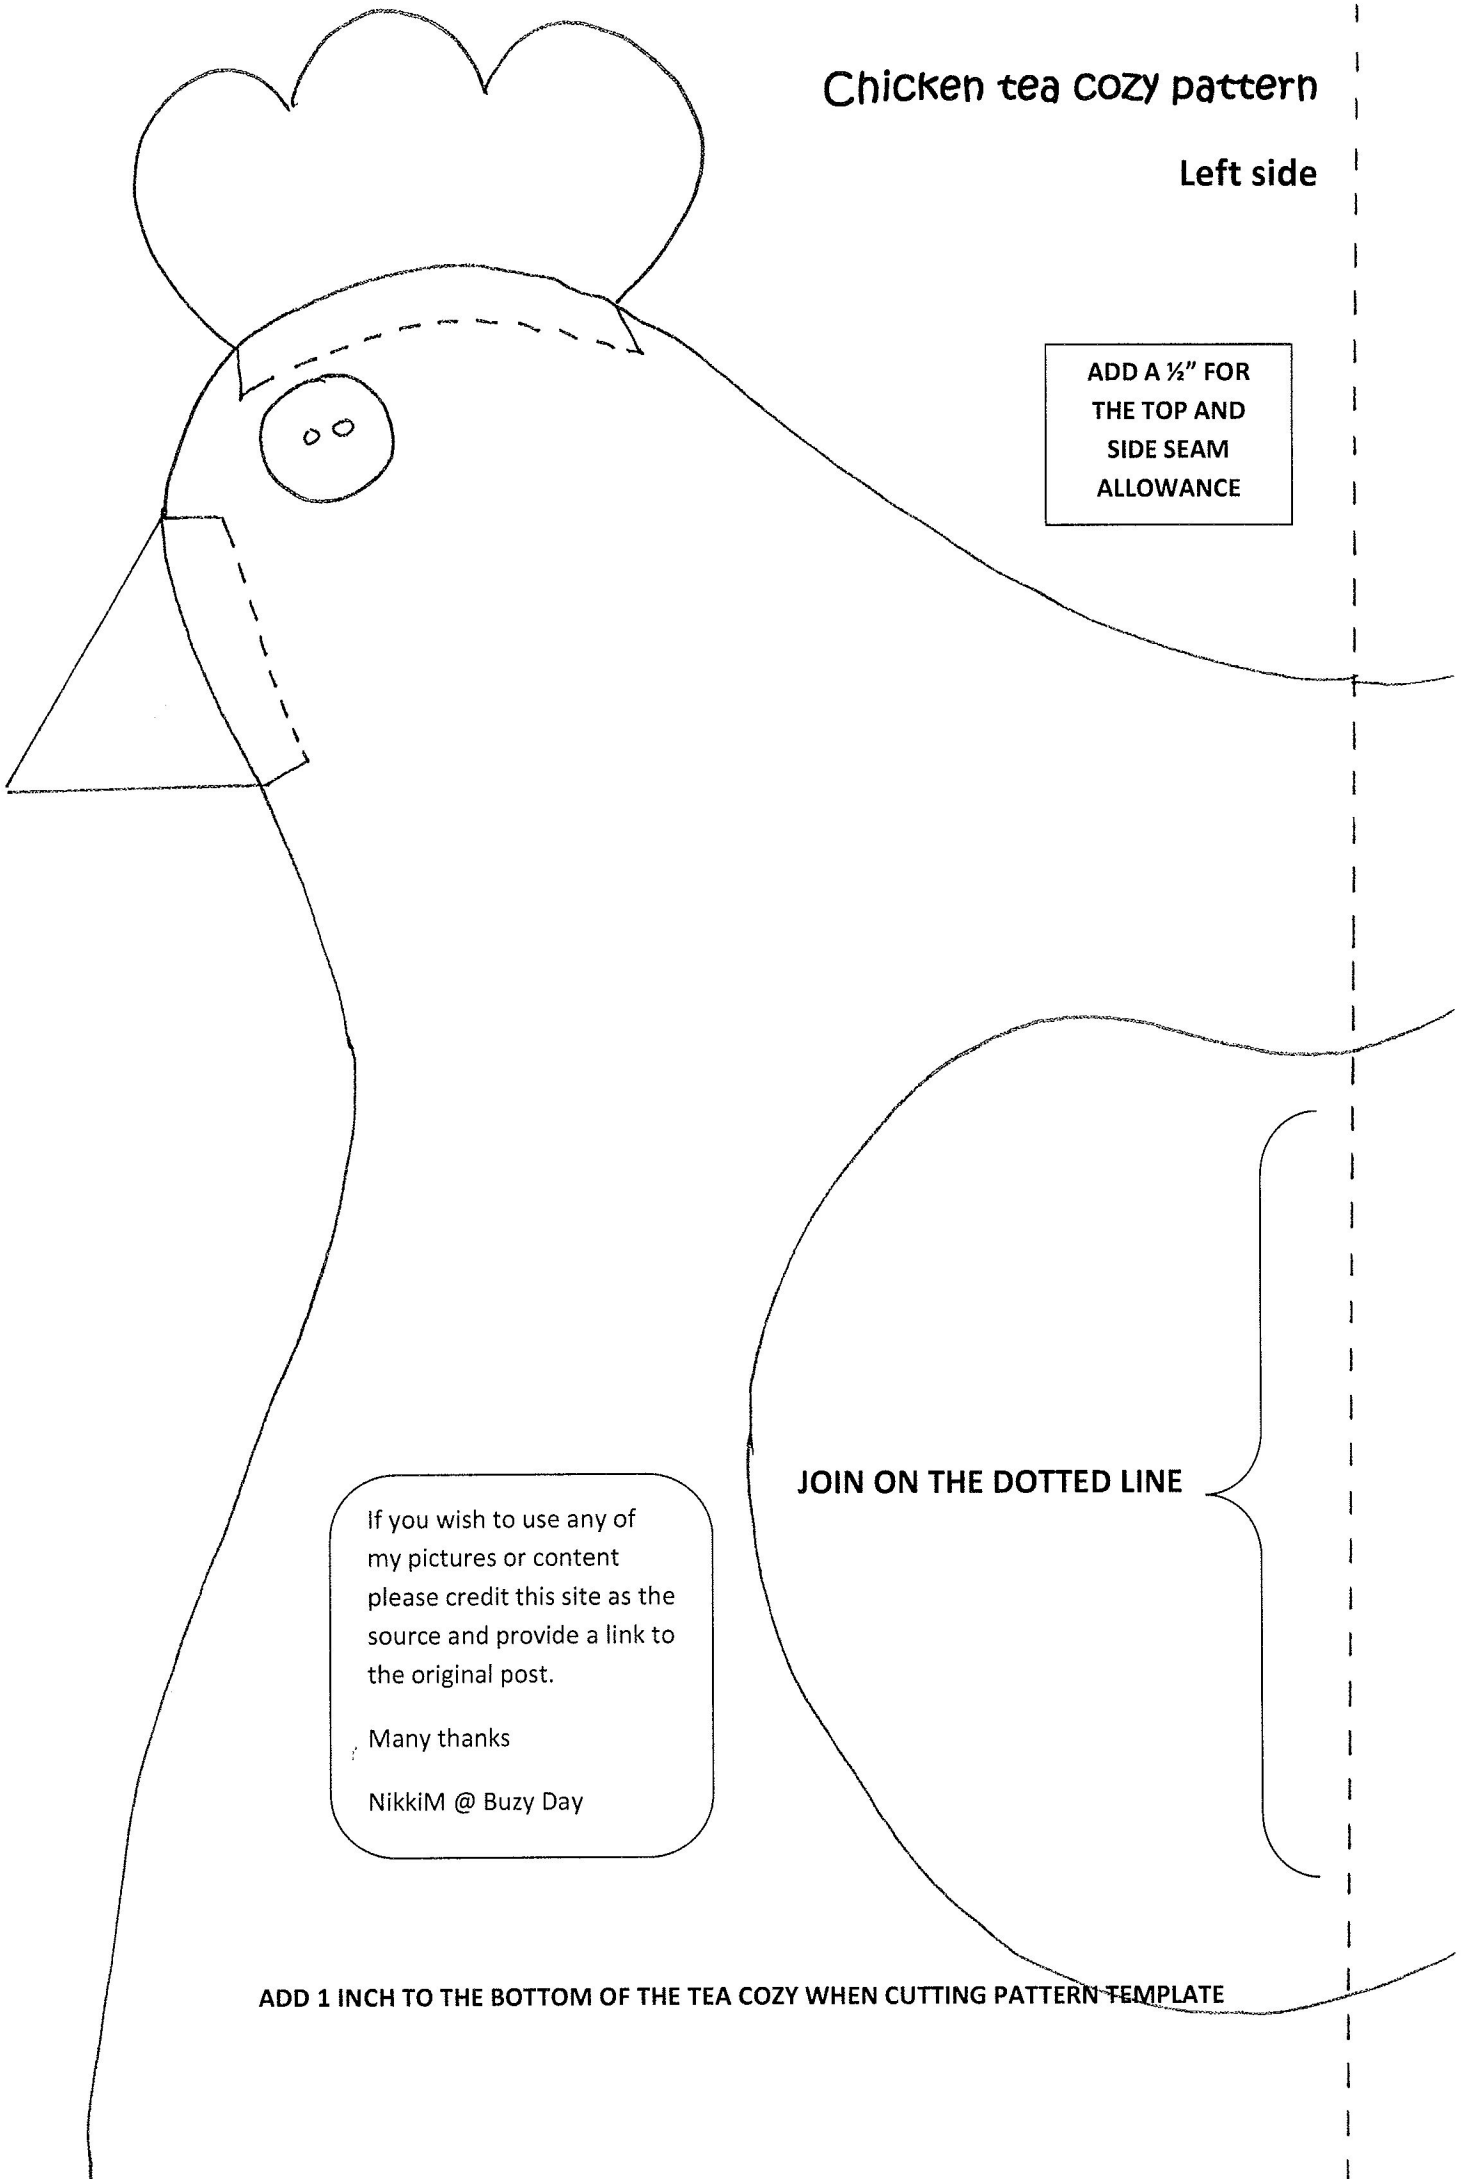 Chicken tea cozy pattern
Left side
ADD A ½” FOR
THE TOP AND
SIDE SEAM
ALLOWANCE
JOIN ON THE DOTTED LINE
If you wish to use any of
my pictures or content
please credit this site as the
source and provide a link to
the original post.
Many thanks
NikkiM @ Buzy Day
ADD 1 INCH TO THE BOTTOM OF THE TEA COZY WHEN CUTTING PATTERN TEMPLATE